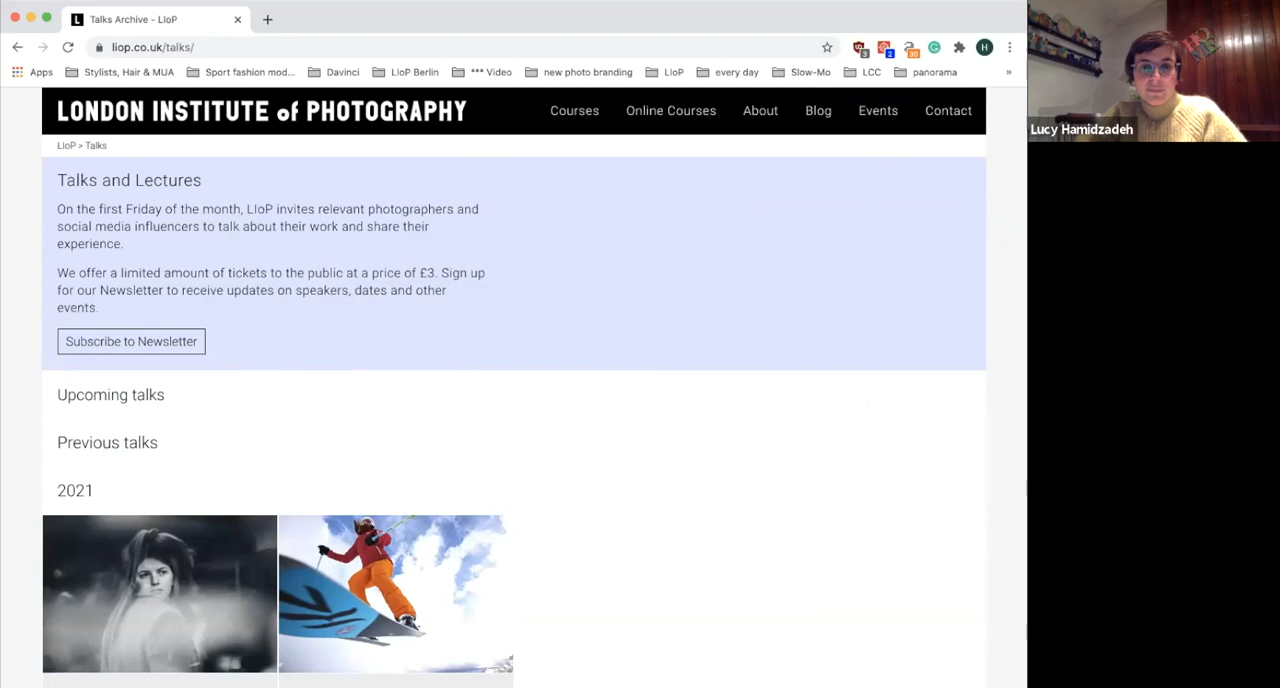 Talks Archive - LIoP
liop.co.uk/talks/
3
2
30
H
Apps
Stylists, Hair & MUA
Sport fashion mod...
Davinci
LIoP Berlin
*** Video
new photo branding
LIoP
every day
Slow-Mo
LCC
panorama
»
LONDON INSTITUTE of PHOTOGRAPHY
Courses
Online Courses
About
Blog
Events
Contact
LIoP > Talks
Talks and Lectures
On the first Friday of the month, LIoP invites relevant photographers and
social media influencers to talk about their work and share their
experience.
We offer a limited amount of tickets to the public at a price of £3. Sign up
for our Newsletter to receive updates on speakers, dates and other
events.
Subscribe to Newsletter
Upcoming talks
Previous talks
2021
HOME
Lucy Hamidzadeh